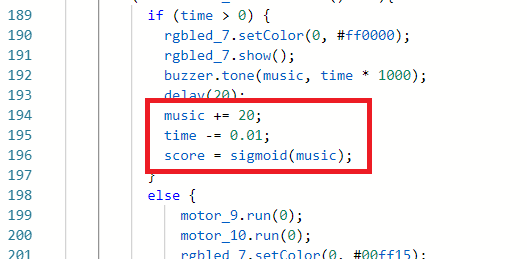 189 if (time > 0) {
190 rgbled_7.setColor(0, #ff0000);
191 rgbled_7.show();
192 buzzer.tone(music, time * 1000);
193 delay(20);
194 music += 20;
195 time -= 0.01;
196 score = sigmoid(music);
197 }
198 else {
199 motor_9.run(0);
200 motor_10.run(0);
201 rgbled_7.setColor(0, #00ff15);